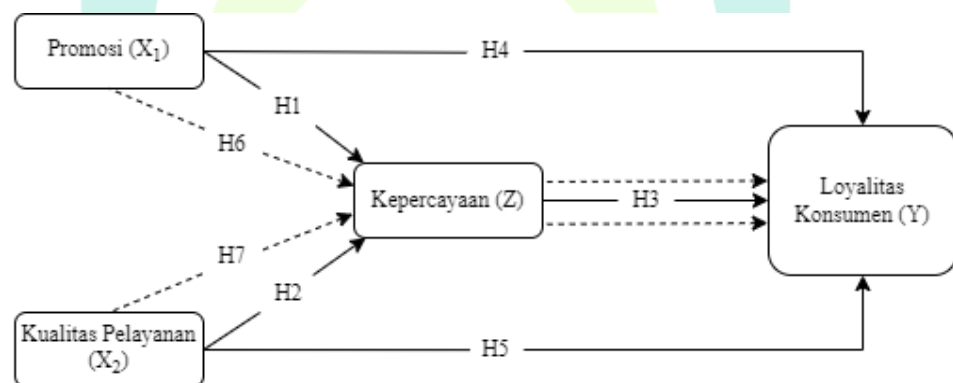 Promosi (X₁)
H4
H1
H6
Kepercayaan (Z)
H3
Loyalitas
Konsumen (Y)
H7
H2
Kualitas Pelayanan
(X₂)
H5